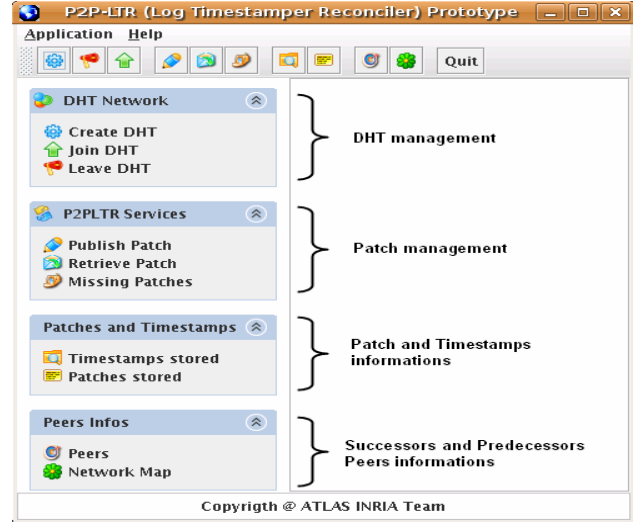 P2P-LTR (Log Timestamper Reconciler) Prototype
Application Help
Quit
DHT Network
Create DHT
Join DHT
Leave DHT
DHT management
P2PLTR Services
Publish Patch
Retrieve Patch
Missing Patches
Patch management
Patches and Timestamps
Timestamps stored
Patches stored
Patch and Timestamps
informations
Peers Infos
Peers
Network Map
Successors and Predecessors
Peers informations
Copyrigth @ ATLAS INRIA Team